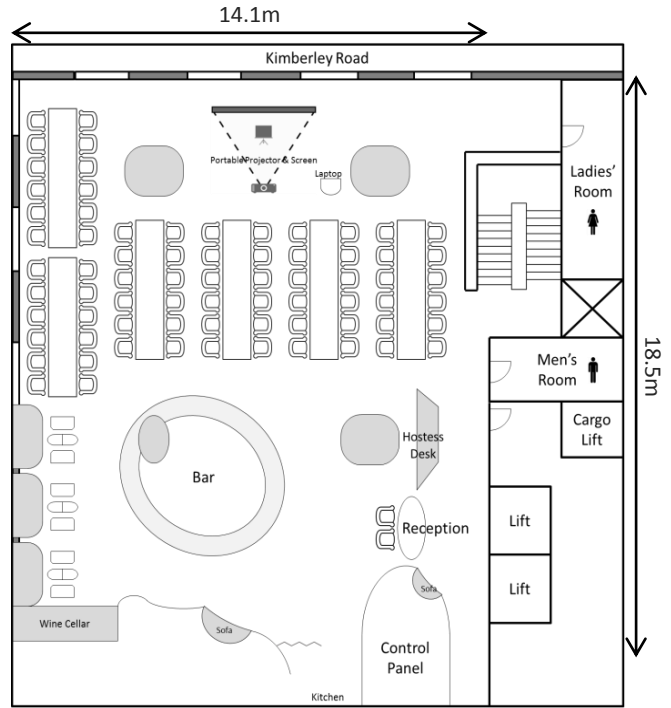 14.1m
Kimberley Road
Portable Projector & Screen
Laptop
Ladies'
Room
18.5m
Men's
Room
Cargo
Lift
Hostess
Desk
Bar
Reception
Lift
Lift
Sofa
Wine Cellar
Sofa
Control
Panel
Kitchen